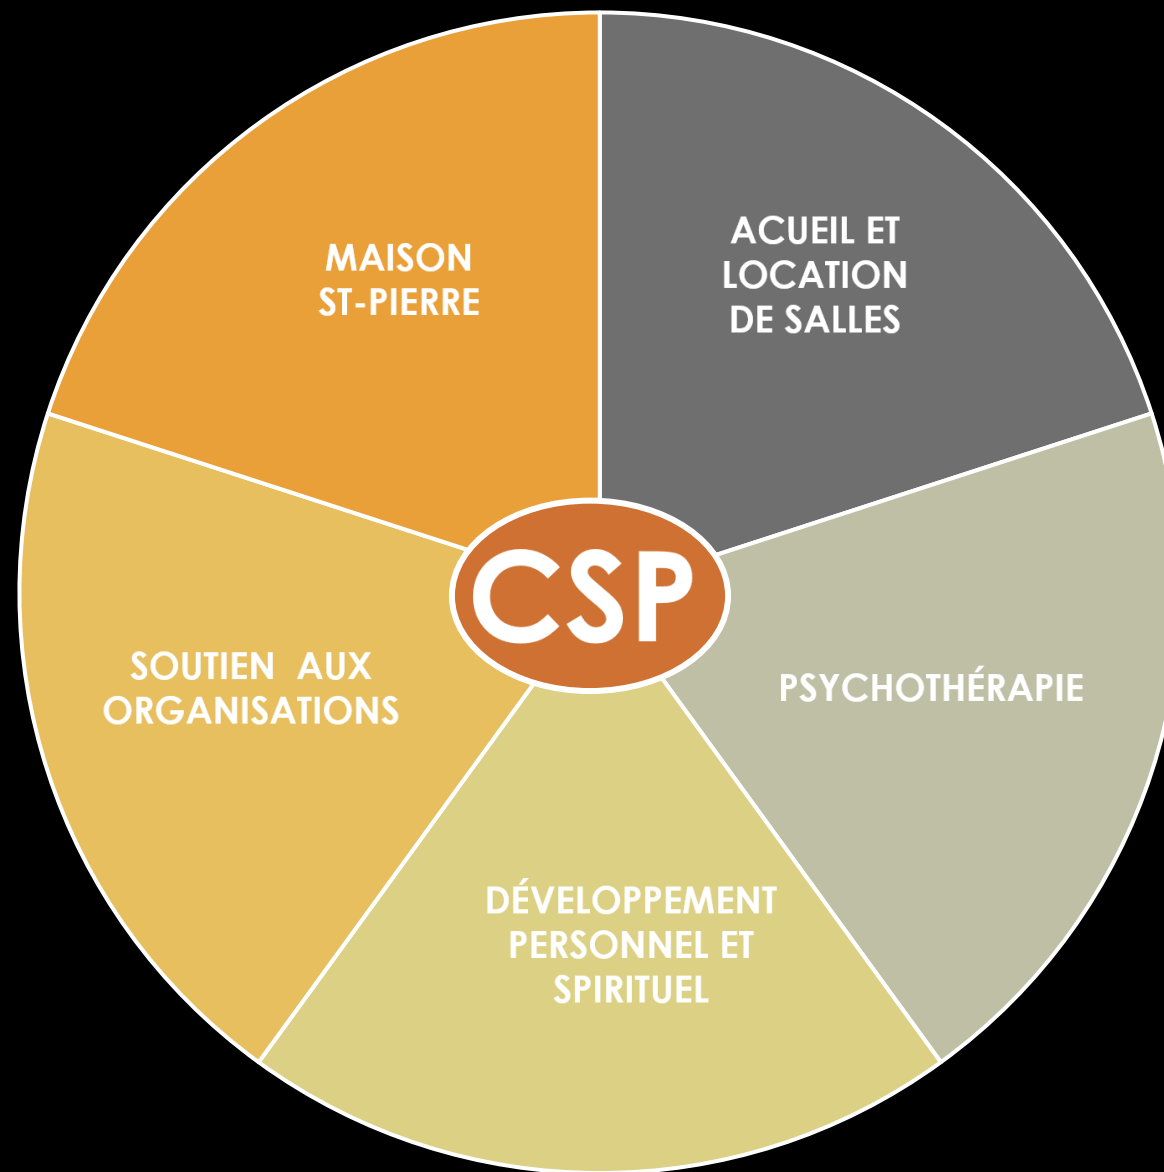 MAISON
ST-PIERRE
ACUEIL ET
LOCATION
DE SALLES
CSP
SOUTIEN  AUX
ORGANISATIONS
PSYCHOTHÉRAPIE
DÉVELOPPEMENT
PERSONNEL ET
SPIRITUEL